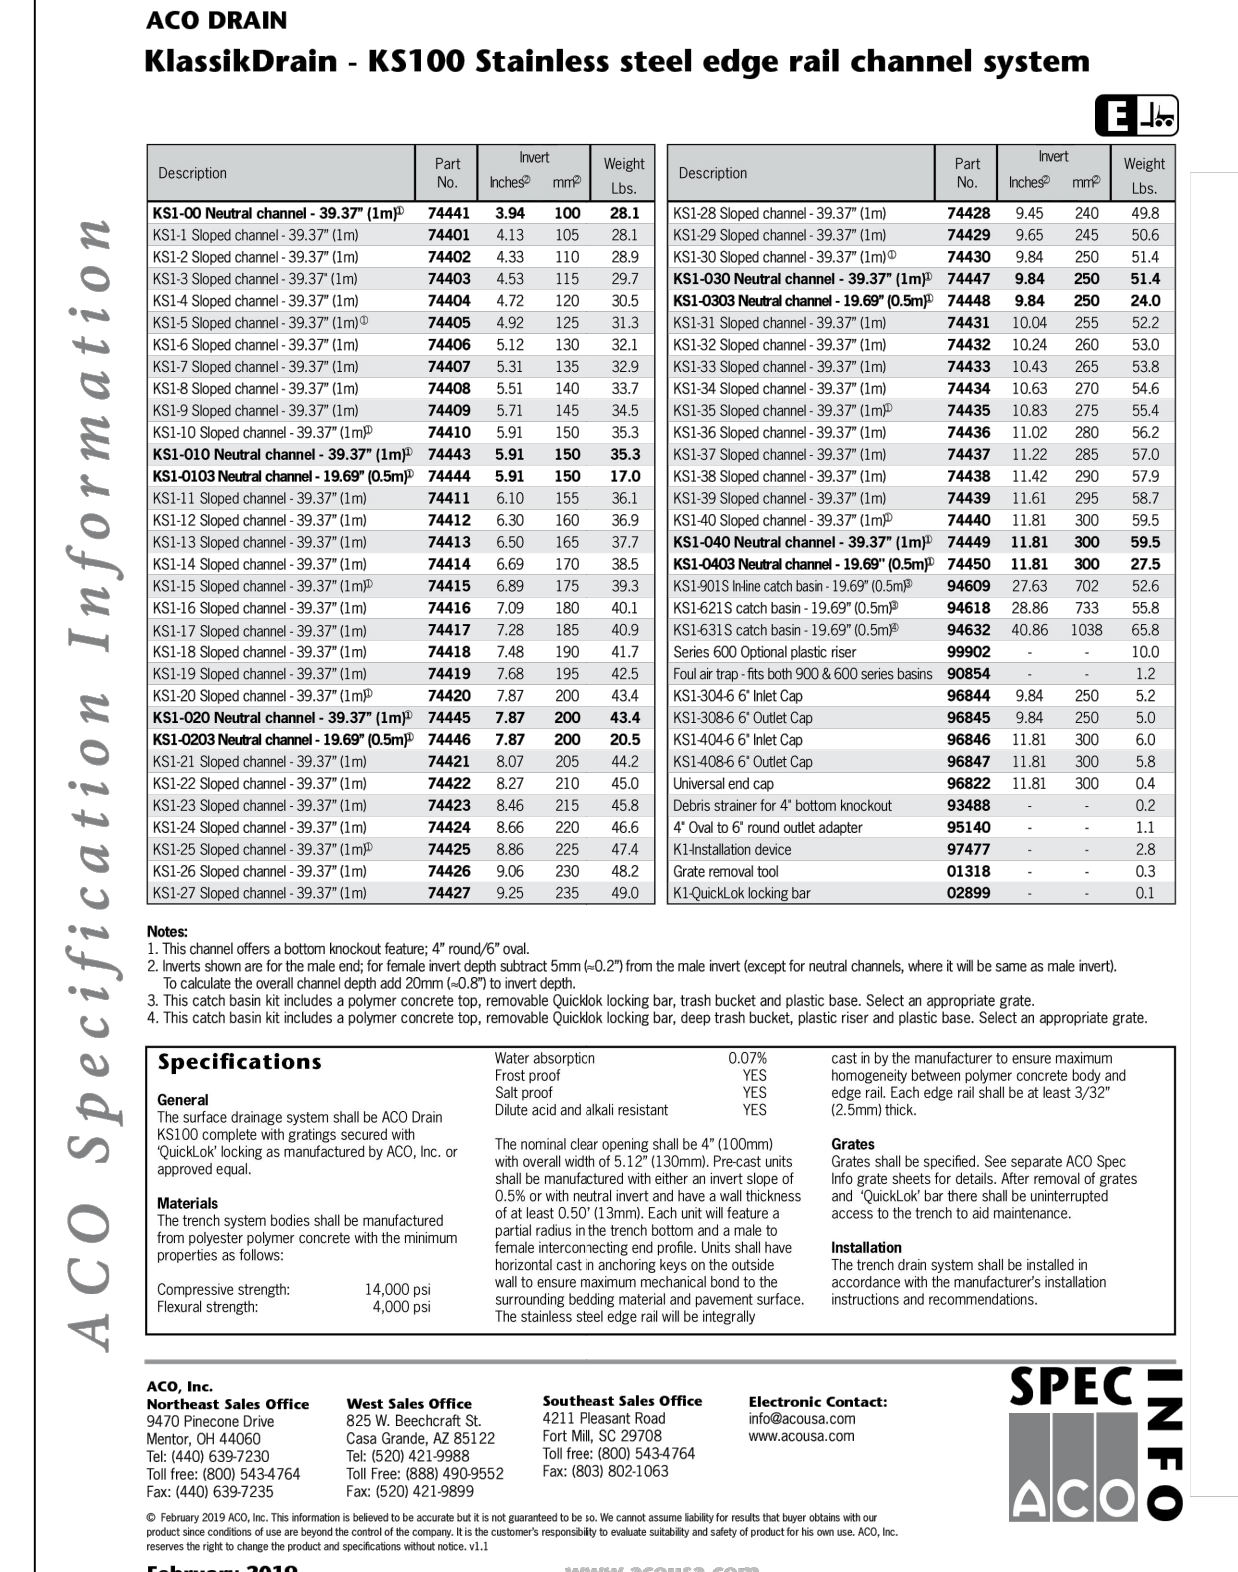 ACO DRAIN
KlassikDrain - KS100 Stainless steel edge rail channel system
E
ACO Specification Information
Description Part No. Invert Inches② mm② Weight Lbs.
KS1-00 Neutral channel - 39.37” (1m)① 74441 3.94 100 28.1
KS1-1 Sloped channel - 39.37” (1m) 74401 4.13 105 28.1
KS1-2 Sloped channel - 39.37” (1m) 74402 4.33 110 28.9
KS1-3 Sloped channel - 39.37" (1m) 74403 4.53 115 29.7
KS1-4 Sloped channel - 39.37” (1m) 74404 4.72 120 30.5
KS1-5 Sloped channel - 39.37” (1m)① 74405 4.92 125 31.3
KS1-6 Sloped channel - 39.37” (1m) 74406 5.12 130 32.1
KS1-7 Sloped channel - 39.37” (1m) 74407 5.31 135 32.9
KS1-8 Sloped channel - 39.37” (1m) 74408 5.51 140 33.7
KS1-9 Sloped channel - 39.37” (1m) 74409 5.71 145 34.5
KS1-10 Sloped channel - 39.37” (1m)① 74410 5.91 150 35.3
KS1-010 Neutral channel - 39.37” (1m)① 74443 5.91 150 35.3
KS1-0103 Neutral channel - 19.69” (0.5m)① 74444 5.91 150 17.0
KS1-11 Sloped channel - 39.37” (1m) 74411 6.10 155 36.1
KS1-12 Sloped channel - 39.37” (1m) 74412 6.30 160 36.9
KS1-13 Sloped channel - 39.37” (1m) 74413 6.50 165 37.7
KS1-14 Sloped channel - 39.37” (1m) 74414 6.69 170 38.5
KS1-15 Sloped channel - 39.37” (1m)① 74415 6.89 175 39.3
KS1-16 Sloped channel - 39.37” (1m) 74416 7.09 180 40.1
KS1-17 Sloped channel - 39.37” (1m) 74417 7.28 185 40.9
KS1-18 Sloped channel - 39.37” (1m) 74418 7.48 190 41.7
KS1-19 Sloped channel - 39.37” (1m) 74419 7.68 195 42.5
KS1-20 Sloped channel - 39.37” (1m)① 74420 7.87 200 43.4
KS1-020 Neutral channel - 39.37” (1m)① 74445 7.87 200 43.4
KS1-0203 Neutral channel - 19.69” (0.5m)① 74446 7.87 200 20.5
KS1-21 Sloped channel - 39.37” (1m) 74421 8.07 205 44.2
KS1-22 Sloped channel - 39.37” (1m) 74422 8.27 210 45.0
KS1-23 Sloped channel - 39.37” (1m) 74423 8.46 215 45.8
KS1-24 Sloped channel - 39.37” (1m) 74424 8.66 220 46.6
KS1-25 Sloped channel - 39.37” (1m)① 74425 8.86 225 47.4
KS1-26 Sloped channel - 39.37” (1m) 74426 9.06 230 48.2
KS1-27 Sloped channel - 39.37” (1m) 74427 9.25 235 49.0
Description Part No. Invert Inches② mm② Weight Lbs.
KS1-28 Sloped channel - 39.37” (1m) 74428 9.45 240 49.8
KS1-29 Sloped channel - 39.37” (1m) 74429 9.65 245 50.6
KS1-30 Sloped channel - 39.37” (1m)① 74430 9.84 250 51.4
KS1-030 Neutral channel - 39.37” (1m)① 74447 9.84 250 51.4
KS1-0303 Neutral channel - 19.69” (0.5m)① 74448 9.84 250 24.0
KS1-31 Sloped channel - 39.37” (1m) 74431 10.04 255 52.2
KS1-32 Sloped channel - 39.37” (1m) 74432 10.24 260 53.0
KS1-33 Sloped channel - 39.37” (1m) 74433 10.43 265 53.8
KS1-34 Sloped channel - 39.37” (1m) 74434 10.63 270 54.6
KS1-35 Sloped channel - 39.37” (1m)① 74435 10.83 275 55.4
KS1-36 Sloped channel - 39.37” (1m) 74436 11.02 280 56.2
KS1-37 Sloped channel - 39.37” (1m) 74437 11.22 285 57.0
KS1-38 Sloped channel - 39.37” (1m) 74438 11.42 290 57.9
KS1-39 Sloped channel - 39.37” (1m) 74439 11.61 295 58.7
KS1-40 Sloped channel - 39.37” (1m)① 74440 11.81 300 59.5
KS1-040 Neutral channel - 39.37” (1m)① 74449 11.81 300 59.5
KS1-0403 Neutral channel - 19.69" (0.5m)① 74450 11.81 300 27.5
KS1-901S In-line catch basin - 19.69” (0.5m)③ 94609 27.63 702 52.6
KS1-621S catch basin - 19.69” (0.5m)③ 94618 28.86 733 55.8
KS1-631S catch basin - 19.69” (0.5m)④ 94632 40.86 1038 65.8
Series 600 Optional plastic riser 99902 - - 10.0
Foul air trap - fits both 900 & 600 series basins 90854 - - 1.2
KS1-304-6 6" Inlet Cap 96844 9.84 250 5.2
KS1-308-6 6" Outlet Cap 96845 9.84 250 5.0
KS1-404-6 6" Inlet Cap 96846 11.81 300 6.0
KS1-408-6 6" Outlet Cap 96847 11.81 300 5.8
Universal end cap 96822 11.81 300 0.4
Debris strainer for 4" bottom knockout 93488 - - 0.2
4" Oval to 6" round outlet adapter 95140 - - 1.1
K1-Installation device 97477 - - 2.8
Grate removal tool 01318 - - 0.3
K1-QuickLok locking bar 02899 - - 0.1
Notes:
1. This channel offers a bottom knockout feature; 4” round/6” oval.
2. Inverts shown are for the male end; for female invert depth subtract 5mm (≈0.2”) from the male invert (except for neutral channels, where it will be same as male invert).
To calculate the overall channel depth add 20mm (≈0.8”) to invert depth.
3. This catch basin kit includes a polymer concrete top, removable Quicklok locking bar, trash bucket and plastic base. Select an appropriate grate.
4. This catch basin kit includes a polymer concrete top, removable Quicklok locking bar, deep trash bucket, plastic riser and plastic base. Select an appropriate grate.
Specifications
General
The surface drainage system shall be ACO Drain
KS100 complete with gratings secured with
‘QuickLok’ locking as manufactured by ACO, Inc. or
approved equal.
Materials
The trench system bodies shall be manufactured
from polyester polymer concrete with the minimum
properties as follows:
Compressive strength: 14,000 psi
Flexural strength: 4,000 psi
Water absorption 0.07%
Frost proof YES
Salt proof YES
Dilute acid and alkali resistant YES
The nominal clear opening shall be 4” (100mm)
with overall width of 5.12” (130mm). Pre-cast units
shall be manufactured with either an invert slope of
0.5% or with neutral invert and have a wall thickness
of at least 0.50’ (13mm). Each unit will feature a
partial radius in the trench bottom and a male to
female interconnecting end profile. Units shall have
horizontal cast in anchoring keys on the outside
wall to ensure maximum mechanical bond to the
surrounding bedding material and pavement surface.
The stainless steel edge rail will be integrally
cast in by the manufacturer to ensure maximum
homogeneity between polymer concrete body and
edge rail. Each edge rail shall be at least 3/32”
(2.5mm) thick.
Grates
Grates shall be specified. See separate ACO Spec
Info grate sheets for details. After removal of grates
and ‘QuickLok’ bar there shall be uninterrupted
access to the trench to aid maintenance.
Installation
The trench drain system shall be installed in
accordance with the manufacturer’s installation
instructions and recommendations.
ACO, Inc.
Northeast Sales Office
9470 Pinecone Drive
Mentor, OH 44060
Tel: (440) 639-7230
Toll free: (800) 543-4764
Fax: (440) 639-7235
West Sales Office
825 W. Beechcraft St.
Casa Grande, AZ 85122
Tel: (520) 421-9988
Toll Free: (888) 490-9552
Fax: (520) 421-9899
Southeast Sales Office
4211 Pleasant Road
Fort Mill, SC 29708
Toll free: (800) 543-4764
Fax: (803) 802-1063
Electronic Contact:
info@acousa.com
www.acousa.com
SPEC
INFO
ACO
© February 2019 ACO, Inc. This information is believed to be accurate but it is not guaranteed to be so. We cannot assume liability for results that buyer obtains with our
product since conditions of use are beyond the control of the company. It is the customer’s responsibility to evaluate suitability and safety of product for his own use. ACO, Inc.
reserves the right to change the product and specifications without notice. v1.1
February 2019
www.acousa.com